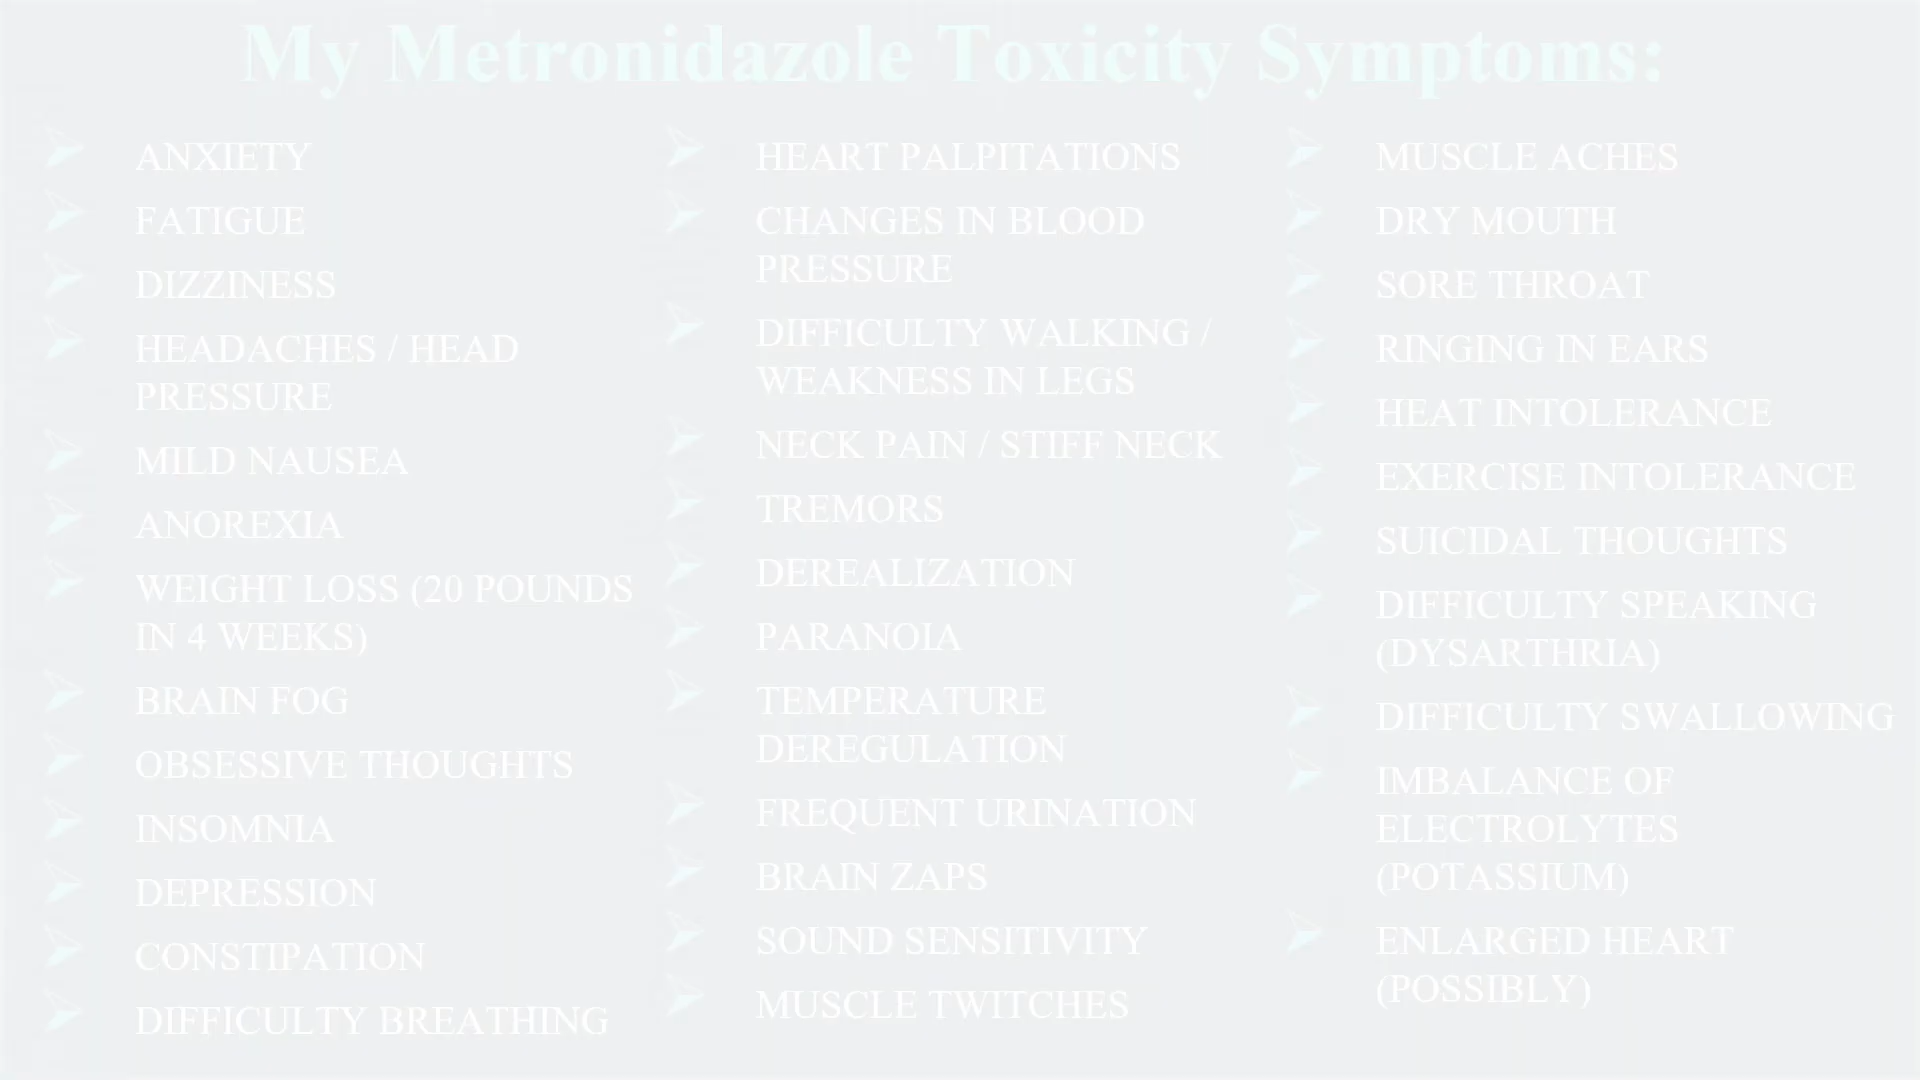 My Metronidazole Toxicity Symptoms:
ANXIETY
FATIGUE
DIZZINESS
HEADACHES / HEAD
PRESSURE
MILD NAUSEA
ANOREXIA
WEIGHT LOSS (20 POUNDS
IN 4 WEEKS)
BRAIN FOG
OBSESSIVE THOUGHTS
INSOMNIA
DEPRESSION
CONSTIPATION
DIFFICULTY BREATHING
HEART PALPITATIONS
CHANGES IN BLOOD
PRESSURE
DIFFICULTY WALKING /
WEAKNESS IN LEGS
NECK PAIN / STIFF NECK
TREMORS
DEREALIZATION
PARANOIA
TEMPERATURE
DEREGULATION
FREQUENT URINATION
BRAIN ZAPS
SOUND SENSITIVITY
MUSCLE TWITCHES
MUSCLE ACHES
DRY MOUTH
SORE THROAT
RINGING IN EARS
HEAT INTOLERANCE
EXERCISE INTOLERANCE
SUICIDAL THOUGHTS
DIFFICULTY SPEAKING
(DYSARTHRIA)
DIFFICULTY SWALLOWING
IMBALANCE OF
ELECTROLYTES
(POTASSIUM)
ENLARGED HEART
(POSSIBLY)